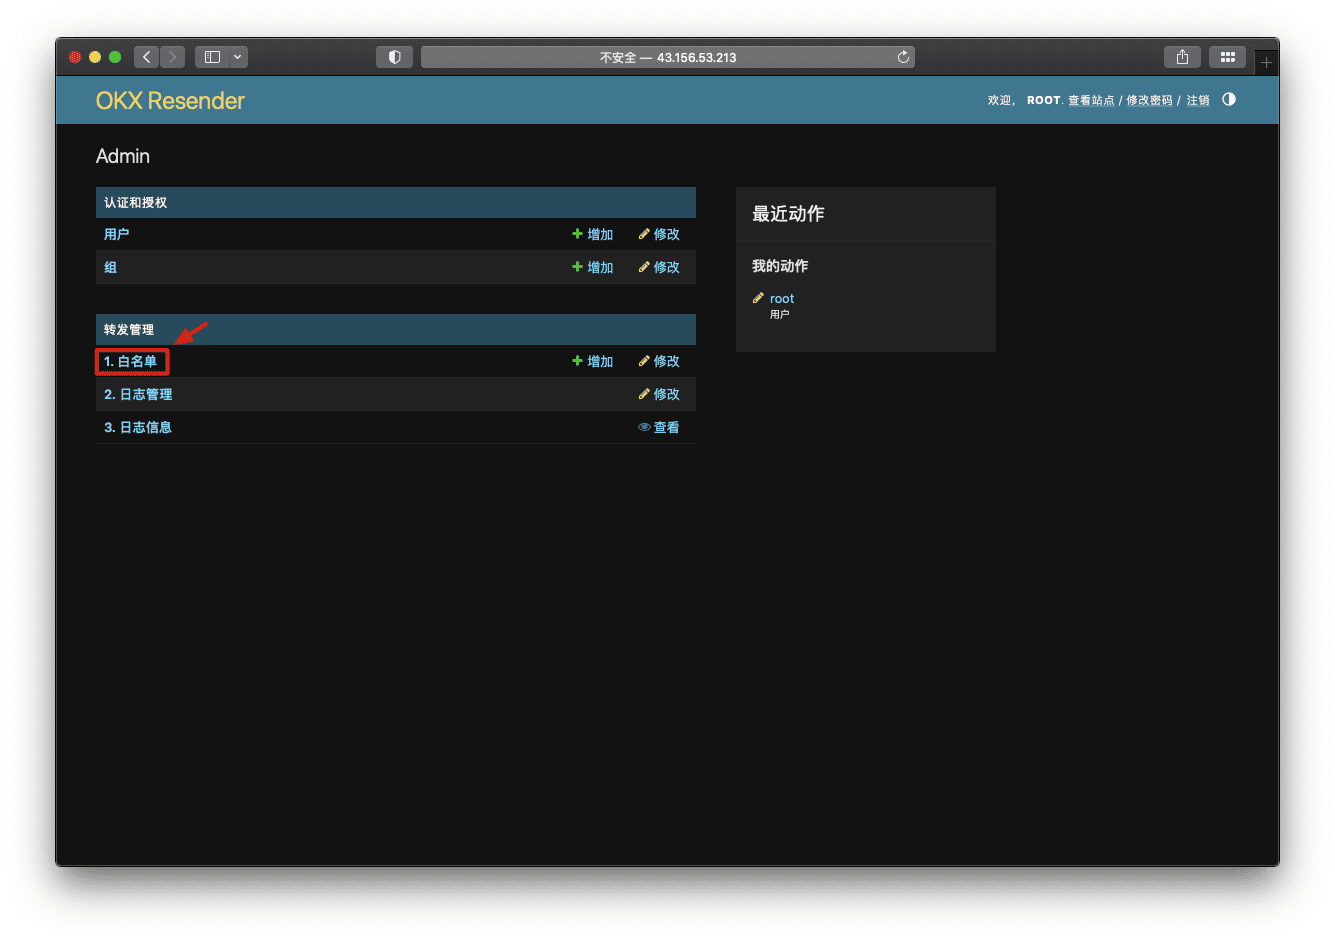 不安全 — 43.156.53.213
OKX Resender
欢迎， ROOT. 查看站点 / 修改密码 / 注销
Admin
认证和授权
用户 增加 修改
组 增加 修改
转发管理
1. 白名单 增加 修改
2. 日志管理 修改
3. 日志信息 查看
最近动作
我的动作
root
用户